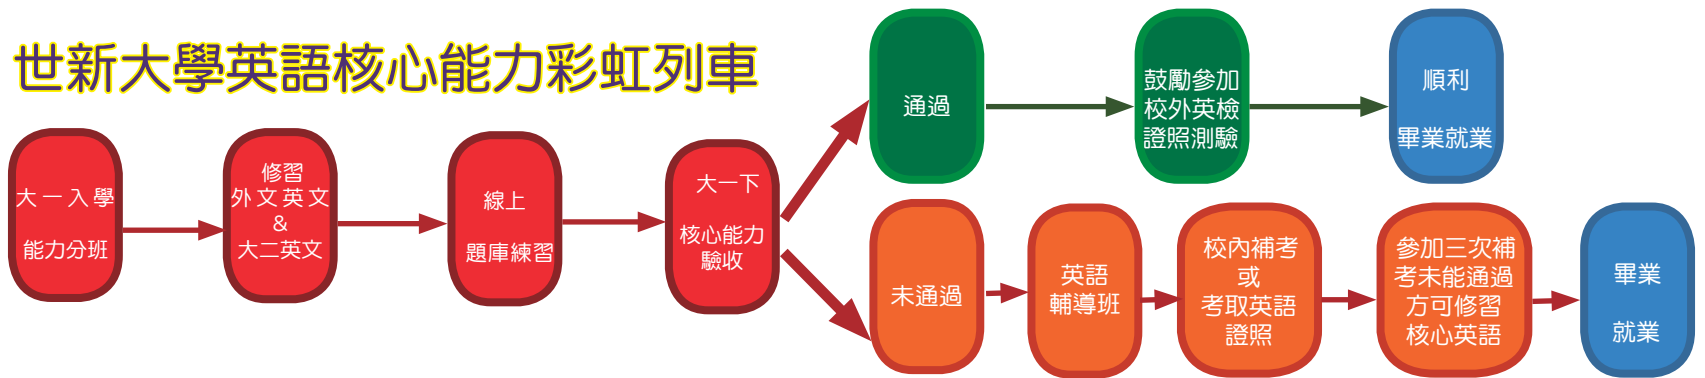 世新大學英語核心能力彩虹列車
大一入學
能力分班
修習
外文英文
&
大二英文
線上
題庫練習
大一下
核心能力
驗收
通過
鼓勵參加
校外英檢
證照測驗
順利
畢業就業
未通過
英語
輔導班
校內補考
或
考取英語
證照
參加三次補
考未能通過
方可修習
核心英語
畢業
就業